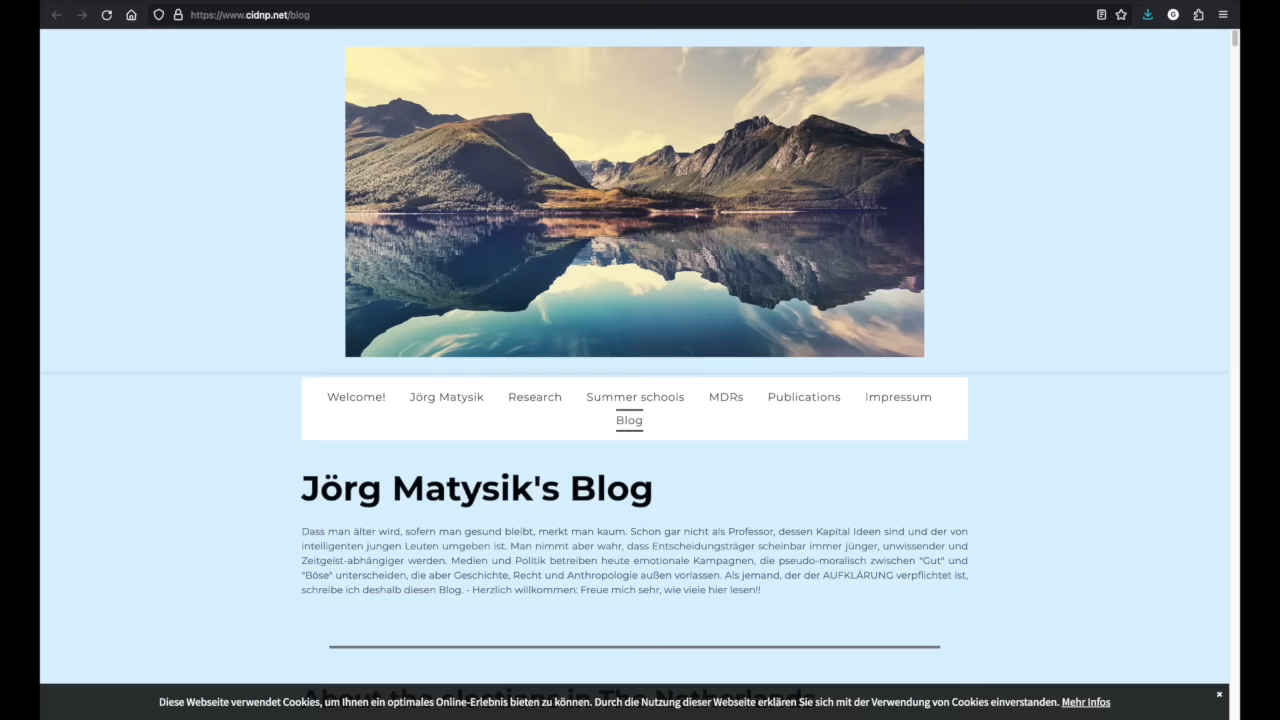 https://www.cidnp.net/blog
Welcome! Jörg Matysik Research Summer schools MDRs Publications Impressum
Blog
Jörg Matysik's Blog
Dass man älter wird, sofern man gesund bleibt, merkt man kaum. Schon gar nicht als Professor, dessen Kapital Ideen sind und der von
intelligenten jungen Leuten umgeben ist. Man nimmt aber wahr, dass Entscheidungsträger scheinbar immer jünger, unwissender und
Zeitgeist-abhängiger werden. Medien und Politik betreiben heute emotionale Kampagnen, die pseudo-moralisch zwischen "Gut" und
"Böse" unterscheiden, die aber Geschichte, Recht und Anthropologie außen vorlassen. Als jemand, der der AUFKLÄRUNG verpflichtet ist,
schreibe ich deshalb diesen Blog. - Herzlich willkommen: Freue mich sehr, wie viele hier lesen!!
About the elections in The Netherlands
Diese Webseite verwendet Cookies, um Ihnen ein optimales Online-Erlebnis bieten zu können. Durch die Nutzung dieser Webseite erklären Sie sich mit der Verwendung von Cookies einverstanden. Mehr Infos